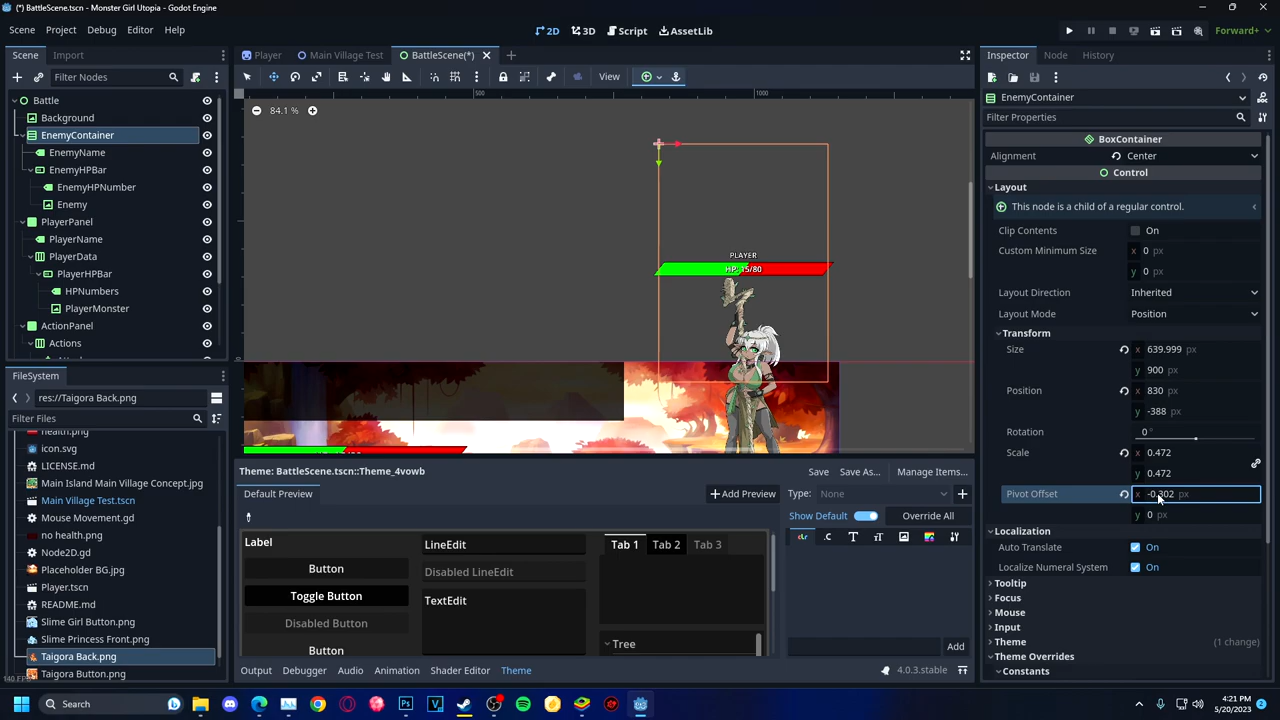 (*) BattleScene.tscn - Monster Girl Utopia - Godot Engine
Scene Project Debug Editor Help
2D 3D Script AssetLib
Forward+
Scene Import
Player Main Village Test BattleScene(*)
Inspector Node History
Filter Nodes
View
EnemyContainer
Filter Properties
Battle
Background
EnemyContainer
EnemyName
EnemyHPBar
EnemyHPNumber
Enemy
PlayerPanel
PlayerName
PlayerData
PlayerHPBar
HPNumbers
PlayerMonster
ActionPanel
Actions
84.1 %
500
1000
PLAYER
HP: 15/80
BoxContainer
Alignment Center
Control
Layout
This node is a child of a regular control.
Clip Contents On
Custom Minimum Size x 0 px
y 0 px
Layout Direction Inherited
Layout Mode Position
Transform
Size x 639.999 px
y 900 px
Position x 830 px
y -388 px
Rotation 0 °
Scale x 0.472
y 0.472
Pivot Offset x -0.302 px
y 0 px
Localization
Auto Translate On
Localize Numeral System On
Tooltip
Focus
Mouse
Input
Theme (1 change)
Theme Overrides
Constants
FileSystem
res://Taigora Back.png
Filter Files
health.png
icon.svg
LICENSE.md
Main Island Main Village Concept.jpg
Main Village Test.tscn
Mouse Movement.gd
no health.png
Node2D.gd
Placeholder BG.jpg
Player.tscn
README.md
Slime Girl Button.png
Slime Princess Front.png
Taigora Back.png
Taigora Button.png
140 FPS
Theme: BattleScene.tscn::Theme_4vowb
Save Save As... Manage Items...
Default Preview
Add Preview
Type: None
Show Default Override All
Label
Button
Toggle Button
Disabled Button
Button
LineEdit
Disabled LineEdit
TextEdit
Tab 1 Tab 2 Tab 3
Tree
Add
Output Debugger Audio Animation Shader Editor Theme
4.0.3.stable
Search
4:21 PM
5/20/2023